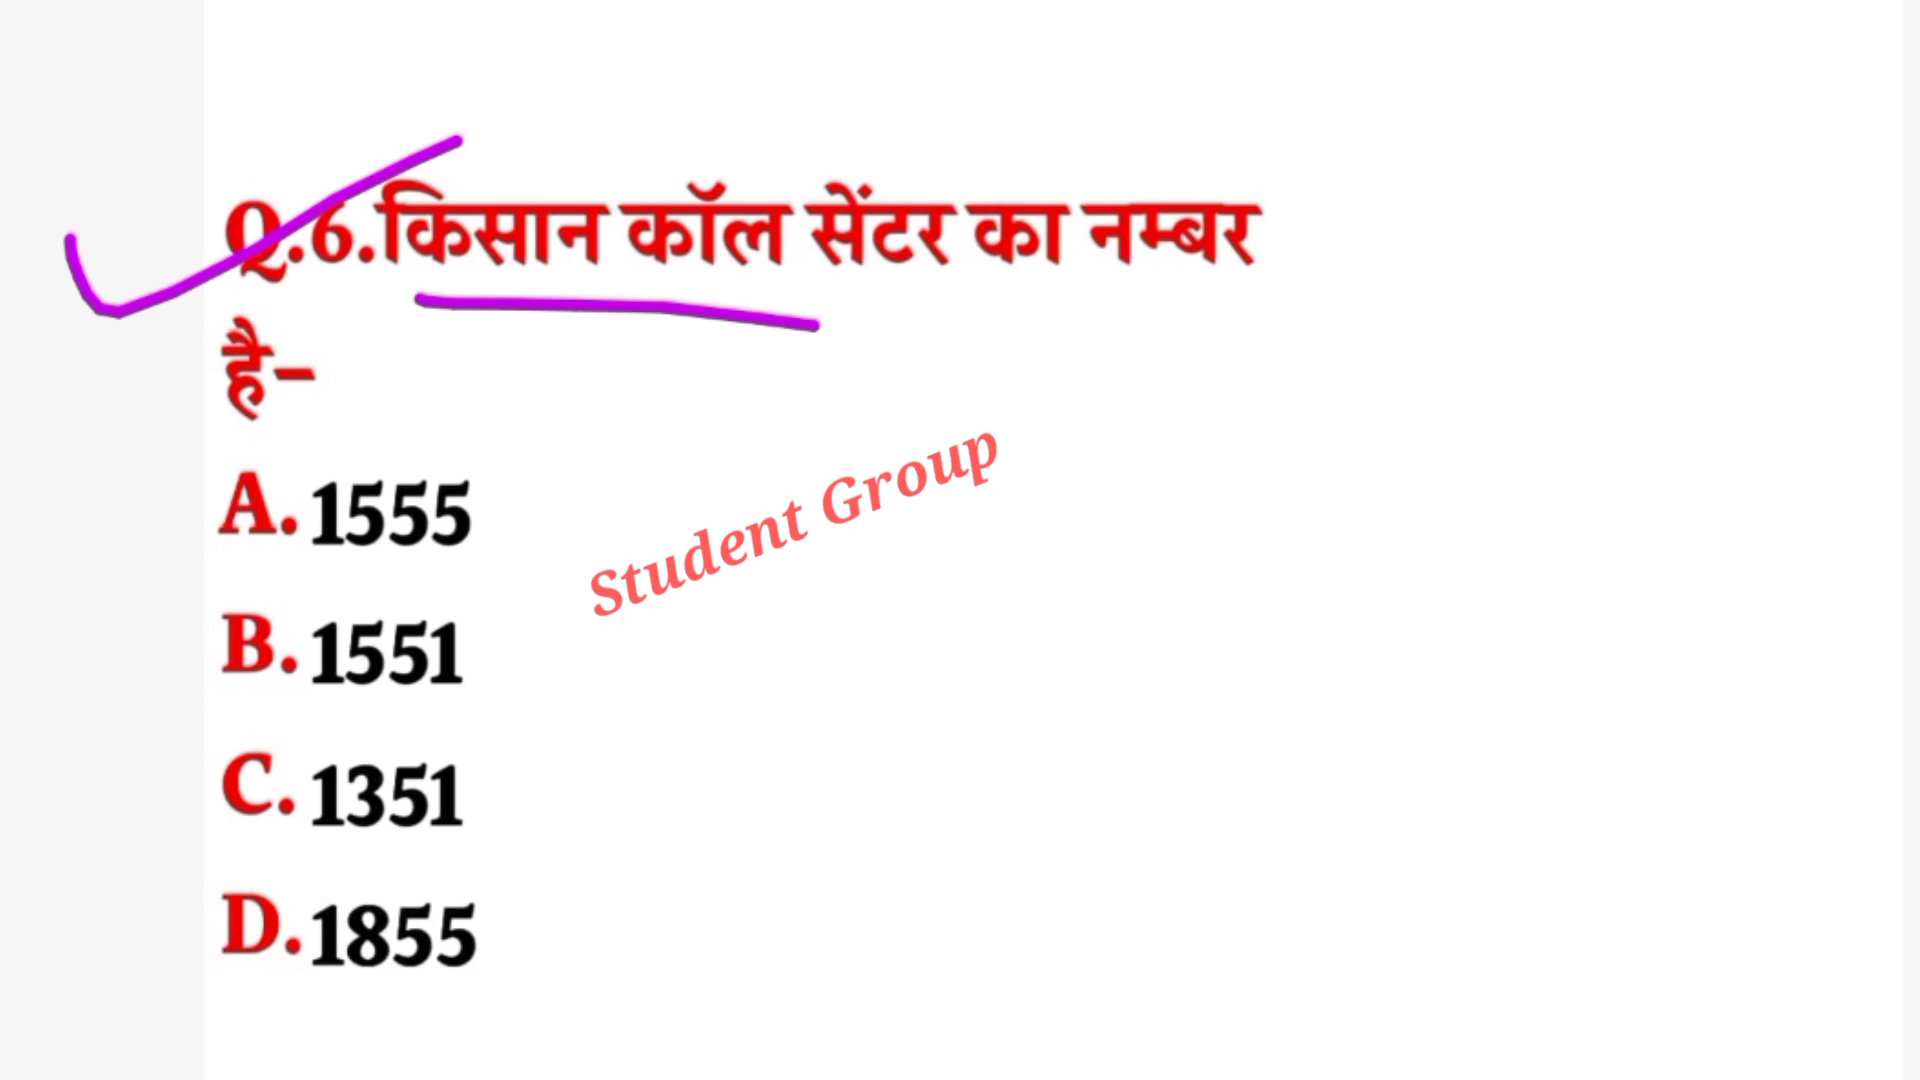 Q.6.किसान कॉल सेंटर का नम्बर
है–
A. 1555
Student Group
B. 1551
C. 1351
D. 1855